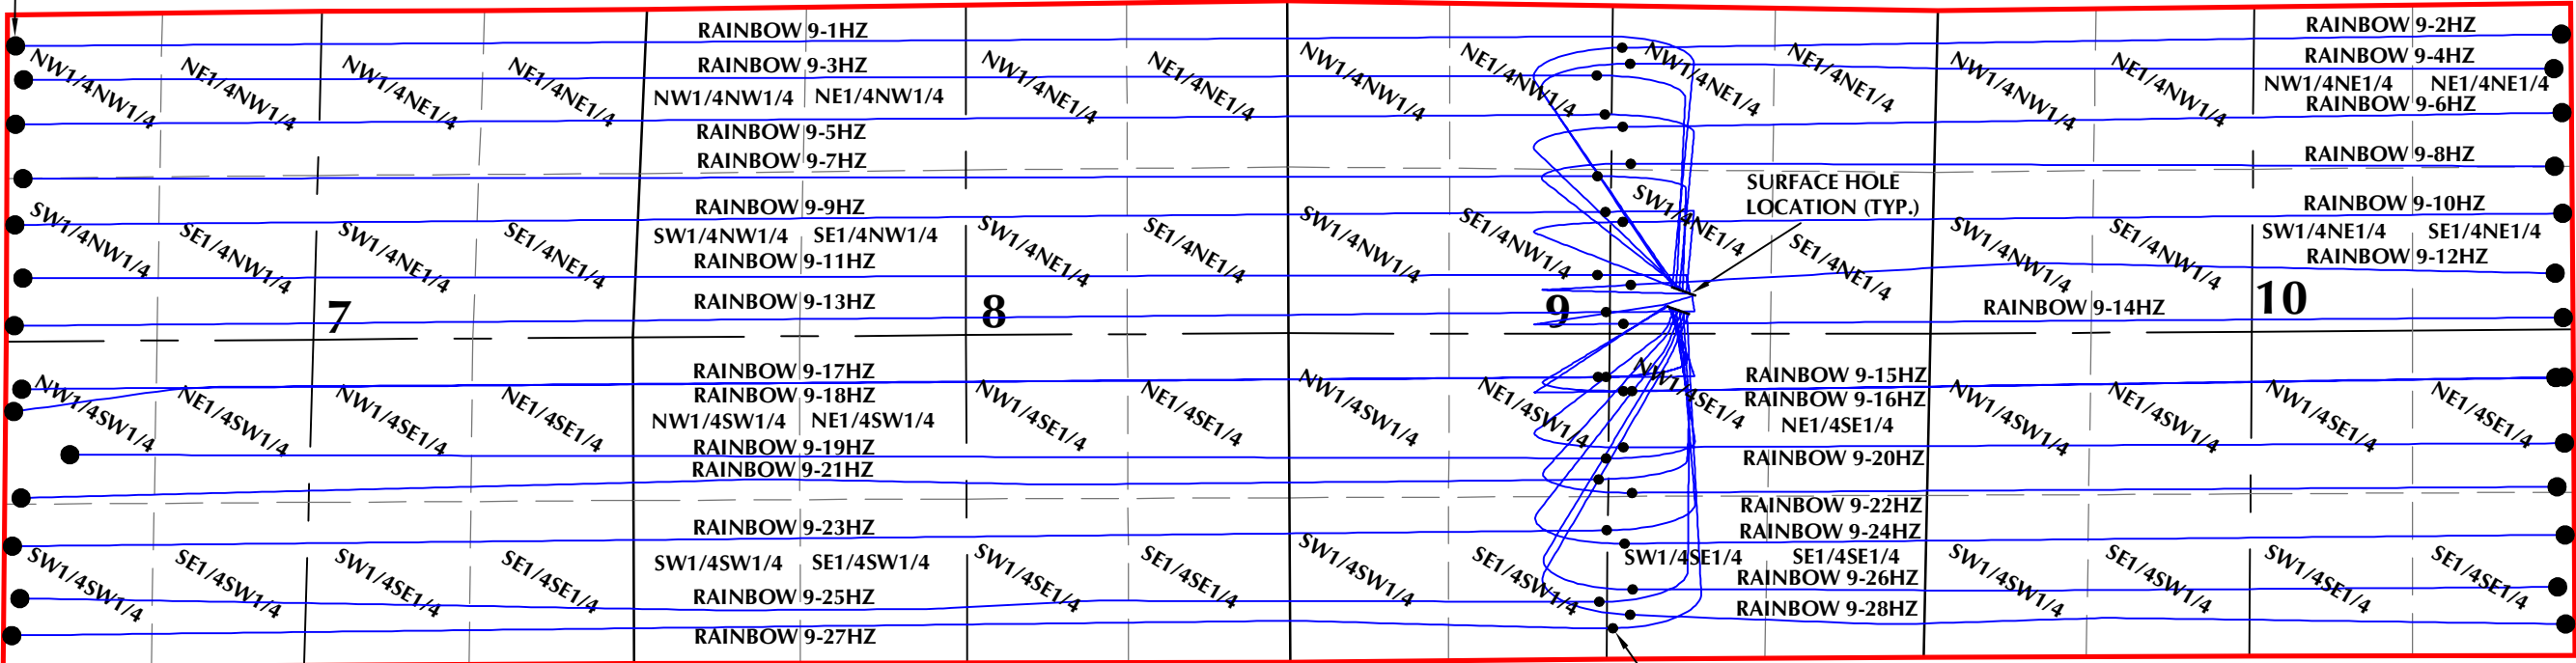 RAINBOW 9-1HZ
RAINBOW 9-2HZ
RAINBOW 9-3HZ
RAINBOW 9-4HZ
NW1/4NW1/4
NE1/4NW1/4
NW1/4NE1/4
NE1/4NE1/4
NW1/4NW1/4 NE1/4NW1/4
NW1/4NE1/4
NE1/4NE1/4
NW1/4NW1/4
NE1/4NW1/4
NW1/4NE1/4
NE1/4NE1/4
NW1/4NW1/4
NE1/4NW1/4
NW1/4NE1/4 NE1/4NE1/4
RAINBOW 9-6HZ
RAINBOW 9-5HZ
RAINBOW 9-7HZ
RAINBOW 9-8HZ
SURFACE HOLE
LOCATION (TYP.)
RAINBOW 9-9HZ
RAINBOW 9-10HZ
SW1/4NW1/4
SE1/4NW1/4
SW1/4NE1/4
SE1/4NE1/4
SW1/4NW1/4 SE1/4NW1/4
SW1/4NE1/4
SE1/4NE1/4
SW1/4NW1/4
SE1/4NW1/4
SW1/4NE1/4
SE1/4NE1/4
SW1/4NW1/4
SE1/4NW1/4
SW1/4NE1/4 SE1/4NE1/4
RAINBOW 9-11HZ
RAINBOW 9-12HZ
RAINBOW 9-13HZ
RAINBOW 9-14HZ
7
8
9
10
RAINBOW 9-17HZ
RAINBOW 9-15HZ
RAINBOW 9-18HZ
RAINBOW 9-16HZ
NW1/4SW1/4
NE1/4SW1/4
NW1/4SE1/4
NE1/4SE1/4
NW1/4SW1/4 NE1/4SW1/4
NW1/4SE1/4
NE1/4SE1/4
NW1/4SW1/4
NE1/4SW1/4
NW1/4SE1/4
NE1/4SE1/4
NW1/4SW1/4
NE1/4SW1/4
NW1/4SE1/4
NE1/4SE1/4
RAINBOW 9-19HZ
RAINBOW 9-20HZ
RAINBOW 9-21HZ
RAINBOW 9-22HZ
RAINBOW 9-23HZ
RAINBOW 9-24HZ
SW1/4SW1/4
SE1/4SW1/4
SW1/4SE1/4
SE1/4SE1/4
SW1/4SW1/4 SE1/4SW1/4
SW1/4SE1/4
SE1/4SE1/4
SW1/4SW1/4
SE1/4SW1/4
SW1/4SE1/4 SE1/4SE1/4
SW1/4SW1/4
SE1/4SW1/4
SW1/4SE1/4
SE1/4SE1/4
RAINBOW 9-26HZ
RAINBOW 9-25HZ
RAINBOW 9-28HZ
RAINBOW 9-27HZ